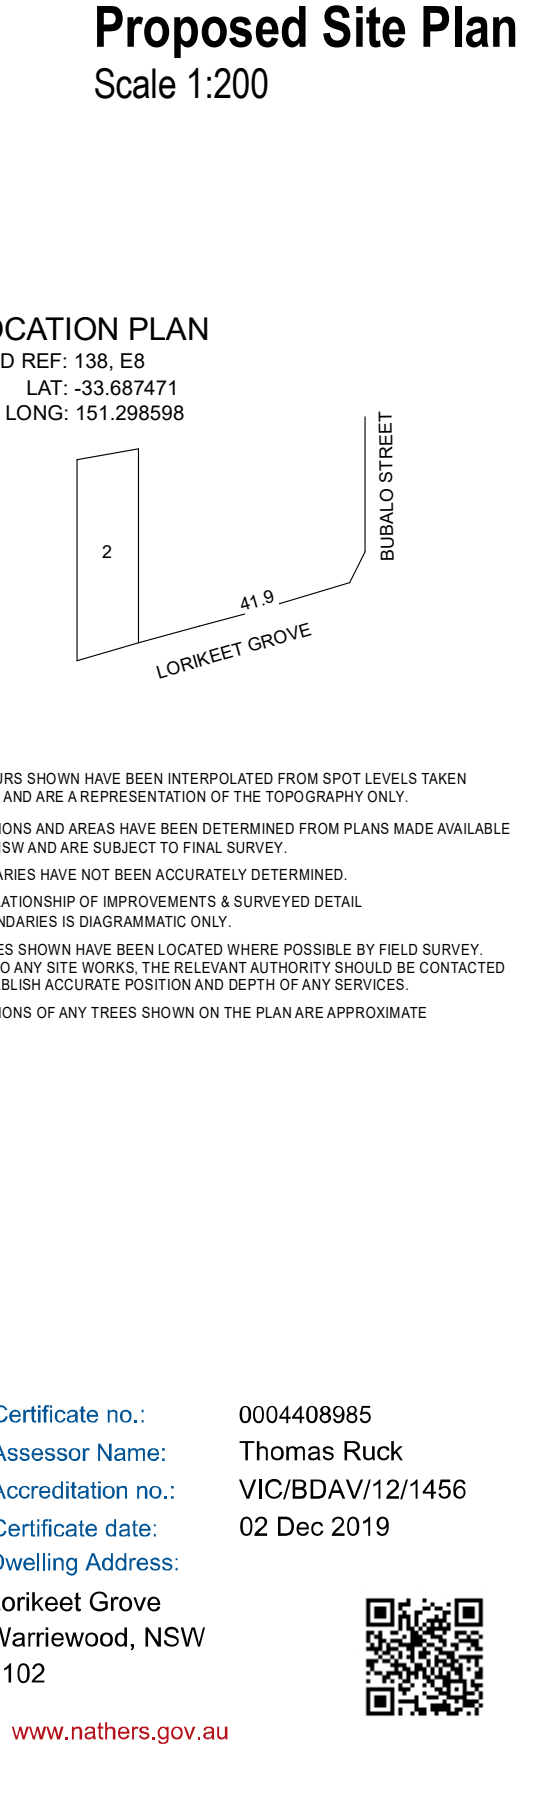 Proposed Site Plan
Scale 1:200
OCATION PLAN
D REF: 138, E8
LAT: -33.687471
LONG: 151.298598
BUBALO STREET
2
41.9
LORIKEET GROVE
URS SHOWN HAVE BEEN INTERPOLATED FROM SPOT LEVELS TAKEN
AND ARE A REPRESENTATION OF THE TOPOGRAPHY ONLY.
IONS AND AREAS HAVE BEEN DETERMINED FROM PLANS MADE AVAILABLE
NSW AND ARE SUBJECT TO FINAL SURVEY.
ARIES HAVE NOT BEEN ACCURATELY DETERMINED.
LATIONSHIP OF IMPROVEMENTS & SURVEYED DETAIL
NDARIES IS DIAGRAMMATIC ONLY.
ES SHOWN HAVE BEEN LOCATED WHERE POSSIBLE BY FIELD SURVEY.
O ANY SITE WORKS, THE RELEVANT AUTHORITY SHOULD BE CONTACTED
BLISH ACCURATE POSITION AND DEPTH OF ANY SERVICES.
IONS OF ANY TREES SHOWN ON THE PLAN ARE APPROXIMATE
Certificate no.: 0004408985
Assessor Name: Thomas Ruck
Accreditation no.: VIC/BDAV/12/1456
Certificate date: 02 Dec 2019
Dwelling Address:
Lorikeet Grove
Warriewood, NSW
102
www.nathers.gov.au